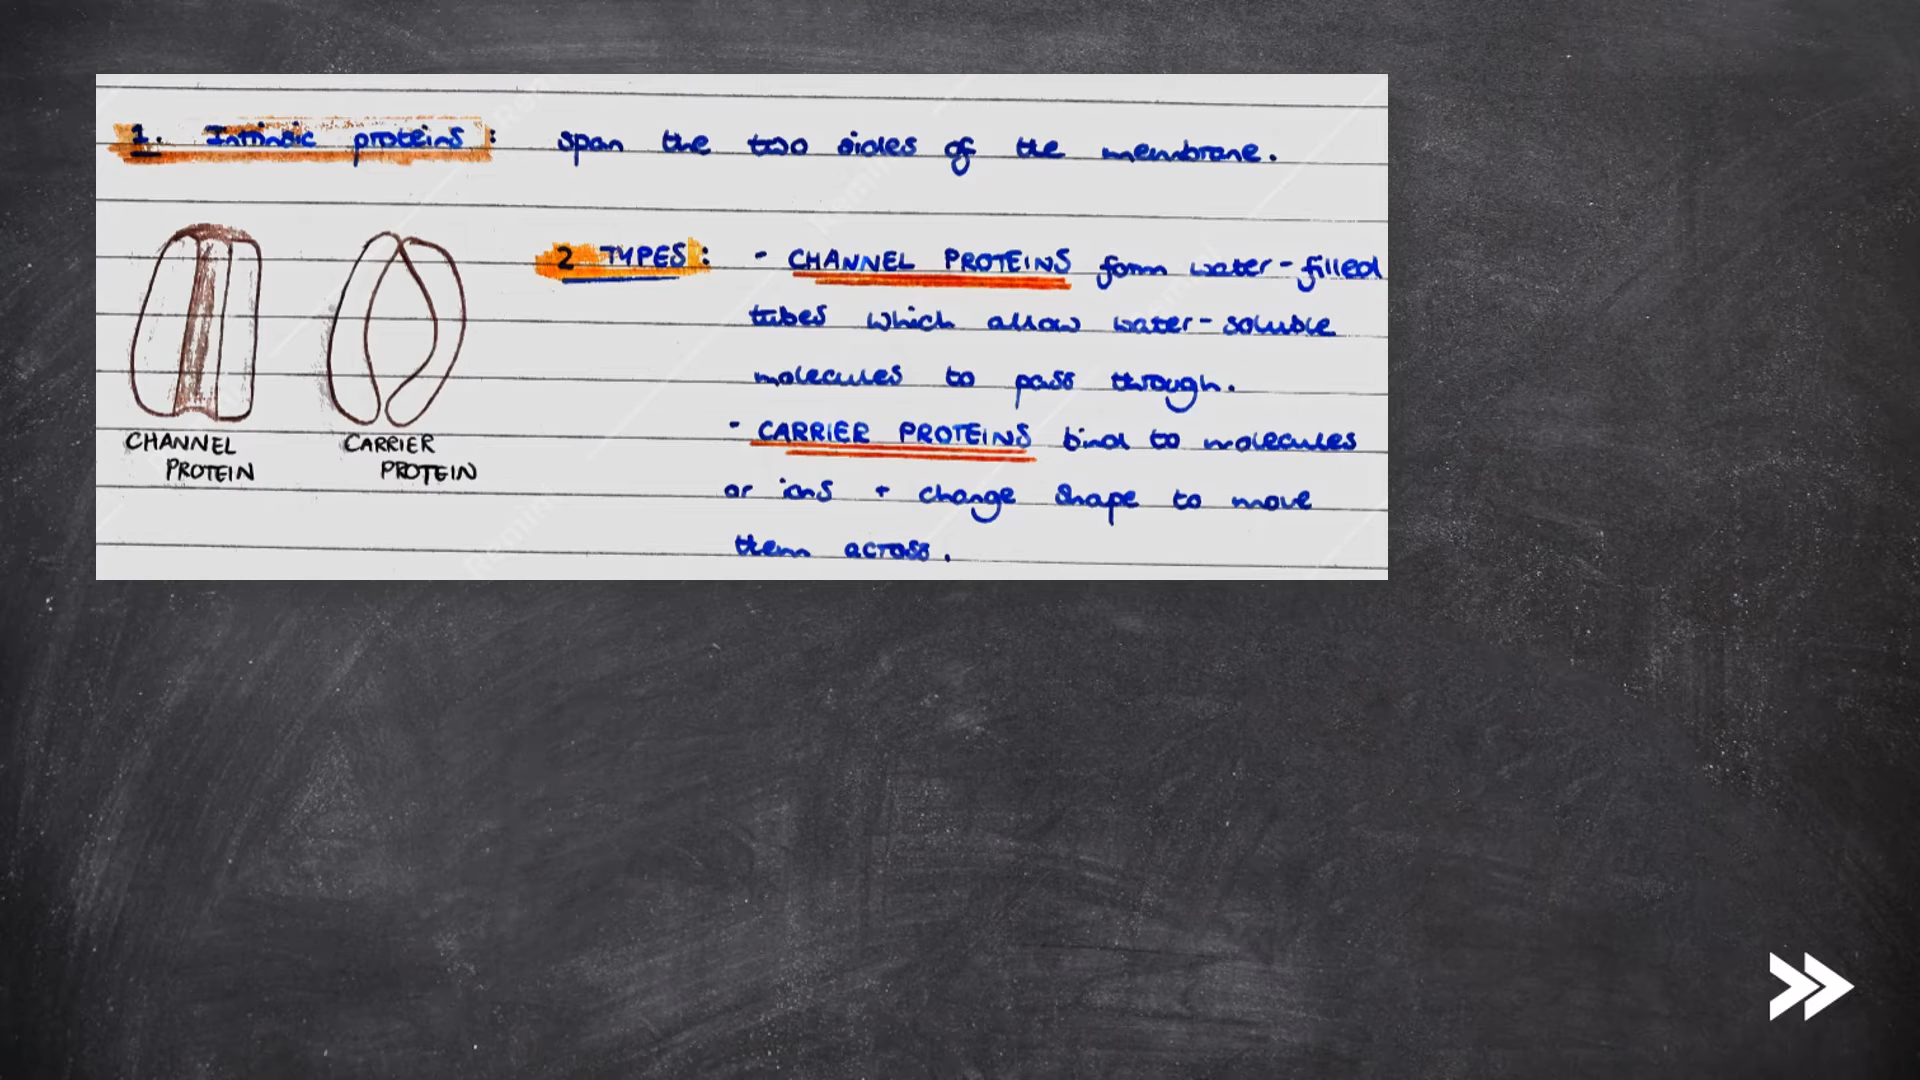 1. Intrinsic proteins: span the two sides of the membrane.
2 TYPES: - CHANNEL PROTEINS form water-filled
tubes which allow water-soluble
molecules to pass through.
- CARRIER PROTEINS bind to molecules
or ions + change shape to move
them across.
CHANNEL
PROTEIN
CARRIER
PROTEIN